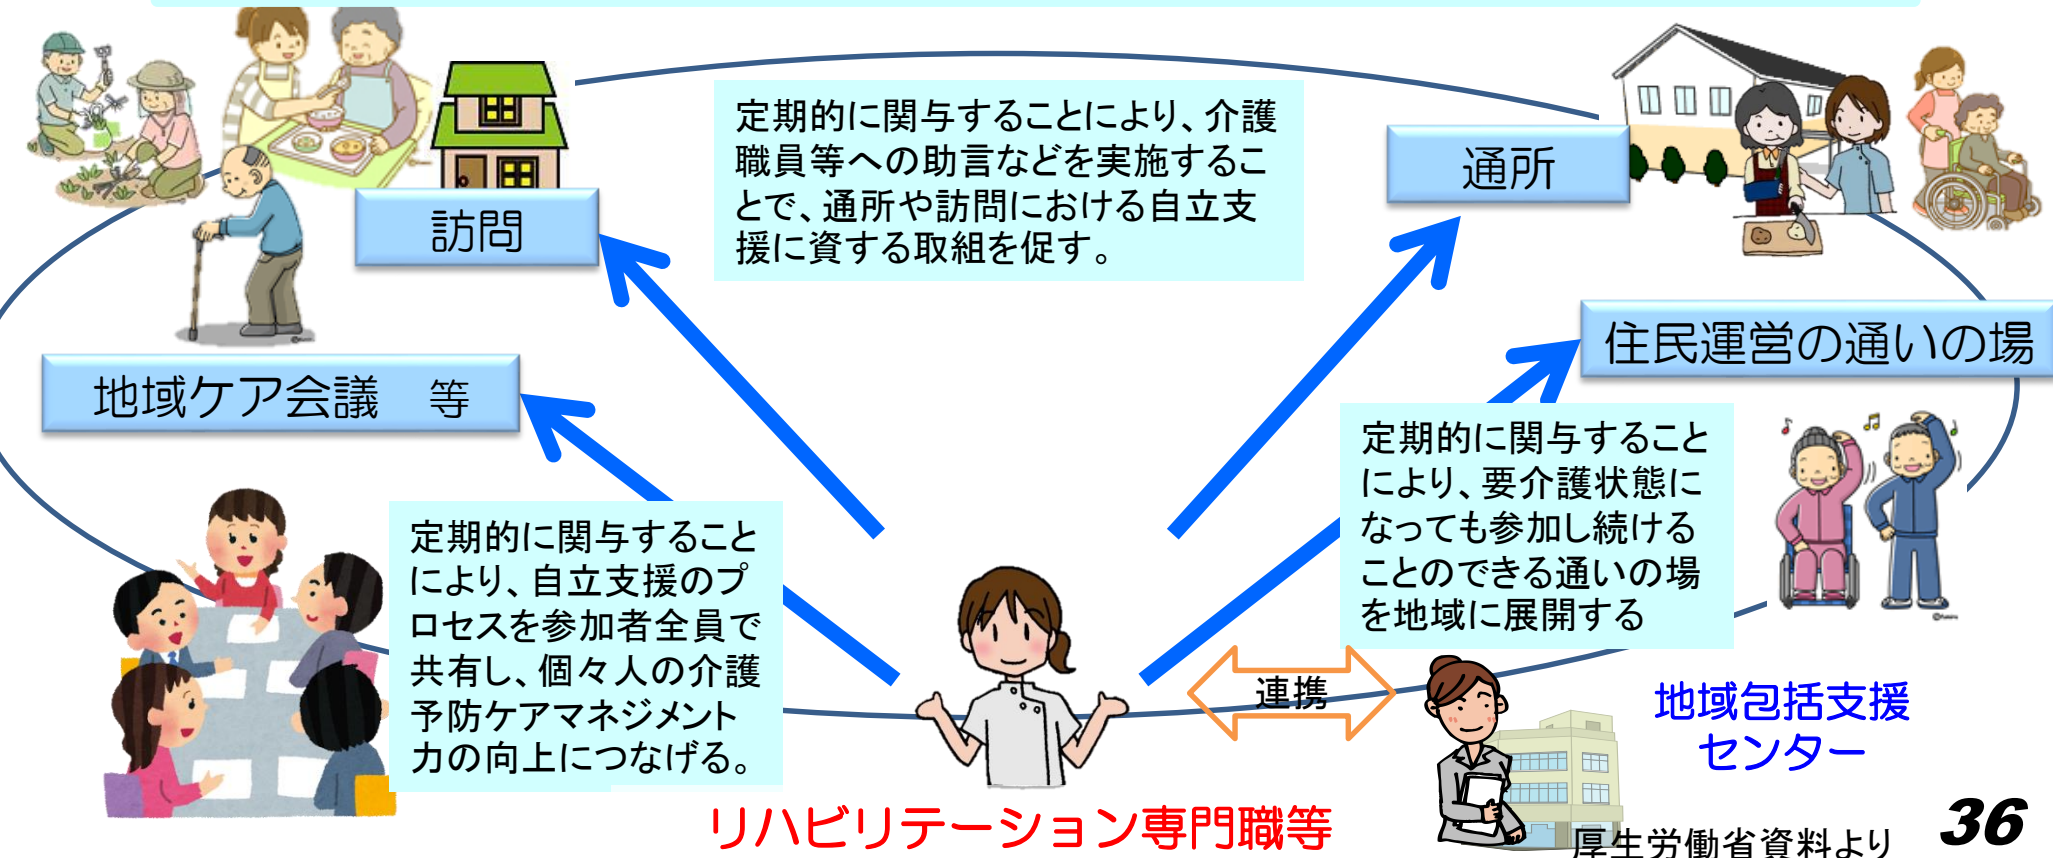 定期的に関与することにより、介護
職員等への助言などを実施するこ
とで、通所や訪問における自立支
援に資する取組を促す。
通所
訪問
住民運営の通いの場
地域ケア会議　等
定期的に関与すること
により、要介護状態に
なっても参加し続ける
ことのできる通いの場
を地域に展開する
定期的に関与すること
により、自立支援のプ
ロセスを参加者全員で
共有し、個々人の介護
予防ケアマネジメント
力の向上につなげる。
連携
地域包括支援
センター
リハビリテーション専門職等
厚生労働省資料より
36